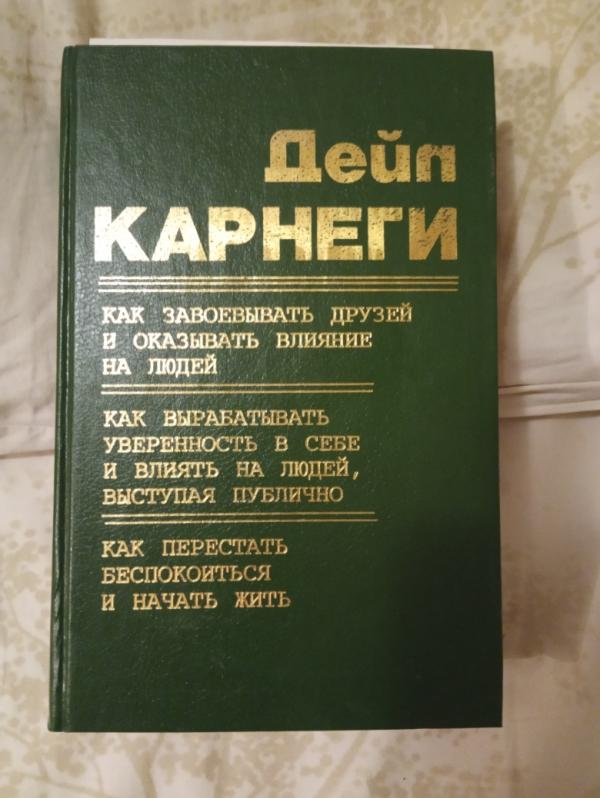 Дейл
КАРНЕГИ
КАК ЗАВОЕВЫВАТЬ ДРУЗЕЙ
И ОКАЗЫВАТЬ ВЛИЯНИЕ
НА ЛЮДЕЙ
КАК ВЫРАБАТЫВАТЬ
УВЕРЕННОСТЬ В СЕБЕ
И ВЛИЯТЬ НА ЛЮДЕЙ,
ВЫСТУПАЯ ПУБЛИЧНО
КАК ПЕРЕСТАТЬ
БЕСПОКОИТЬСЯ
И НАЧАТЬ ЖИТЬ